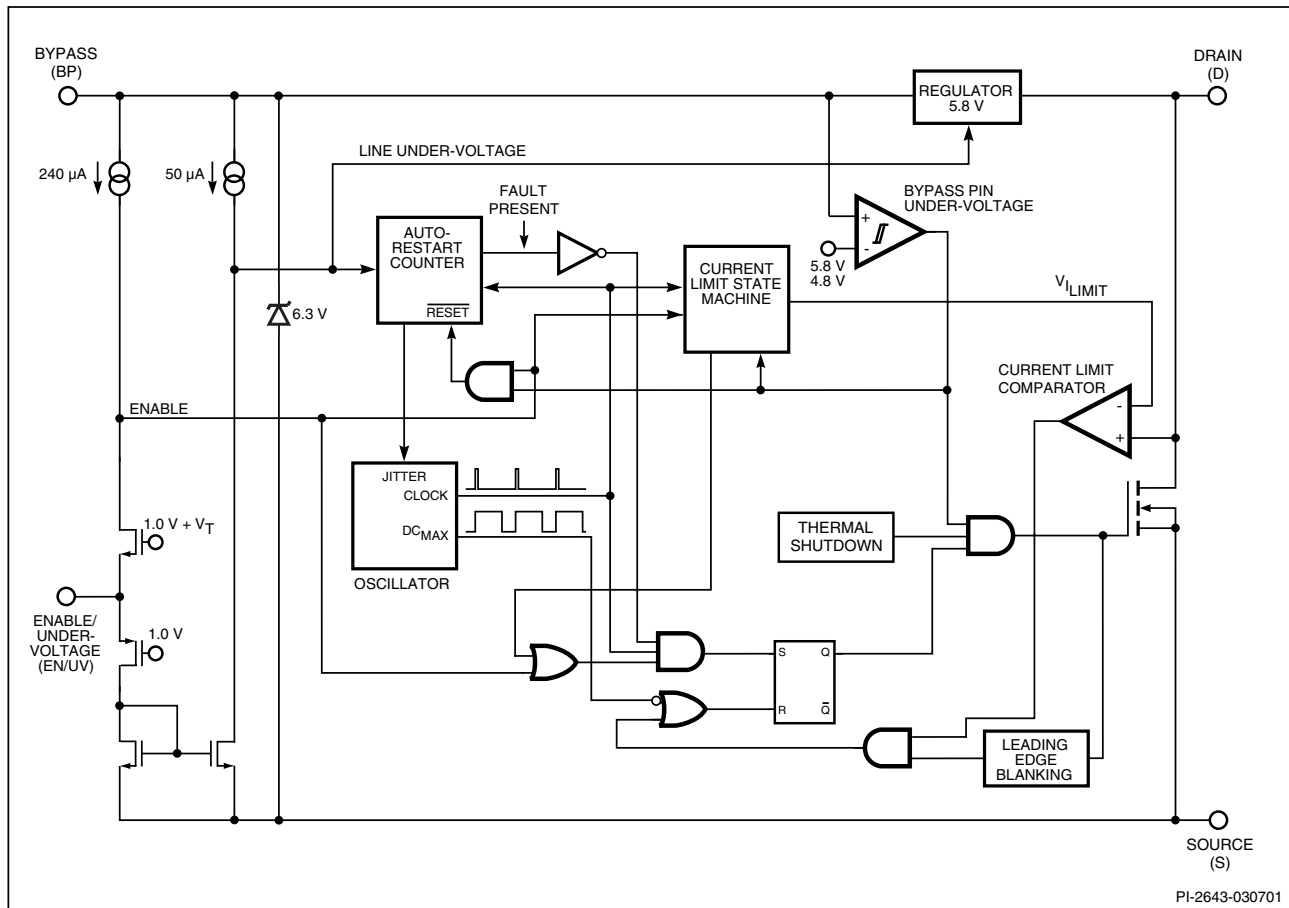 BYPASS
(BP)
DRAIN
(D)
REGULATOR
5.8 V
LINE UNDER-VOLTAGE
240 µA
50 µA
FAULT
PRESENT
BYPASS PIN
UNDER-VOLTAGE
+
-
5.8 V
4.8 V
AUTO-
RESTART
COUNTER
RESET
CURRENT
LIMIT STATE
MACHINE
VI LIMIT
6.3 V
CURRENT LIMIT
COMPARATOR
-
+
ENABLE
JITTER
CLOCK
DCMAX
OSCILLATOR
1.0 V + VT
THERMAL
SHUTDOWN
ENABLE/
UNDER-
VOLTAGE
(EN/UV)
1.0 V
S Q
R Q̅
LEADING
EDGE
BLANKING
SOURCE
(S)
PI-2643-030701